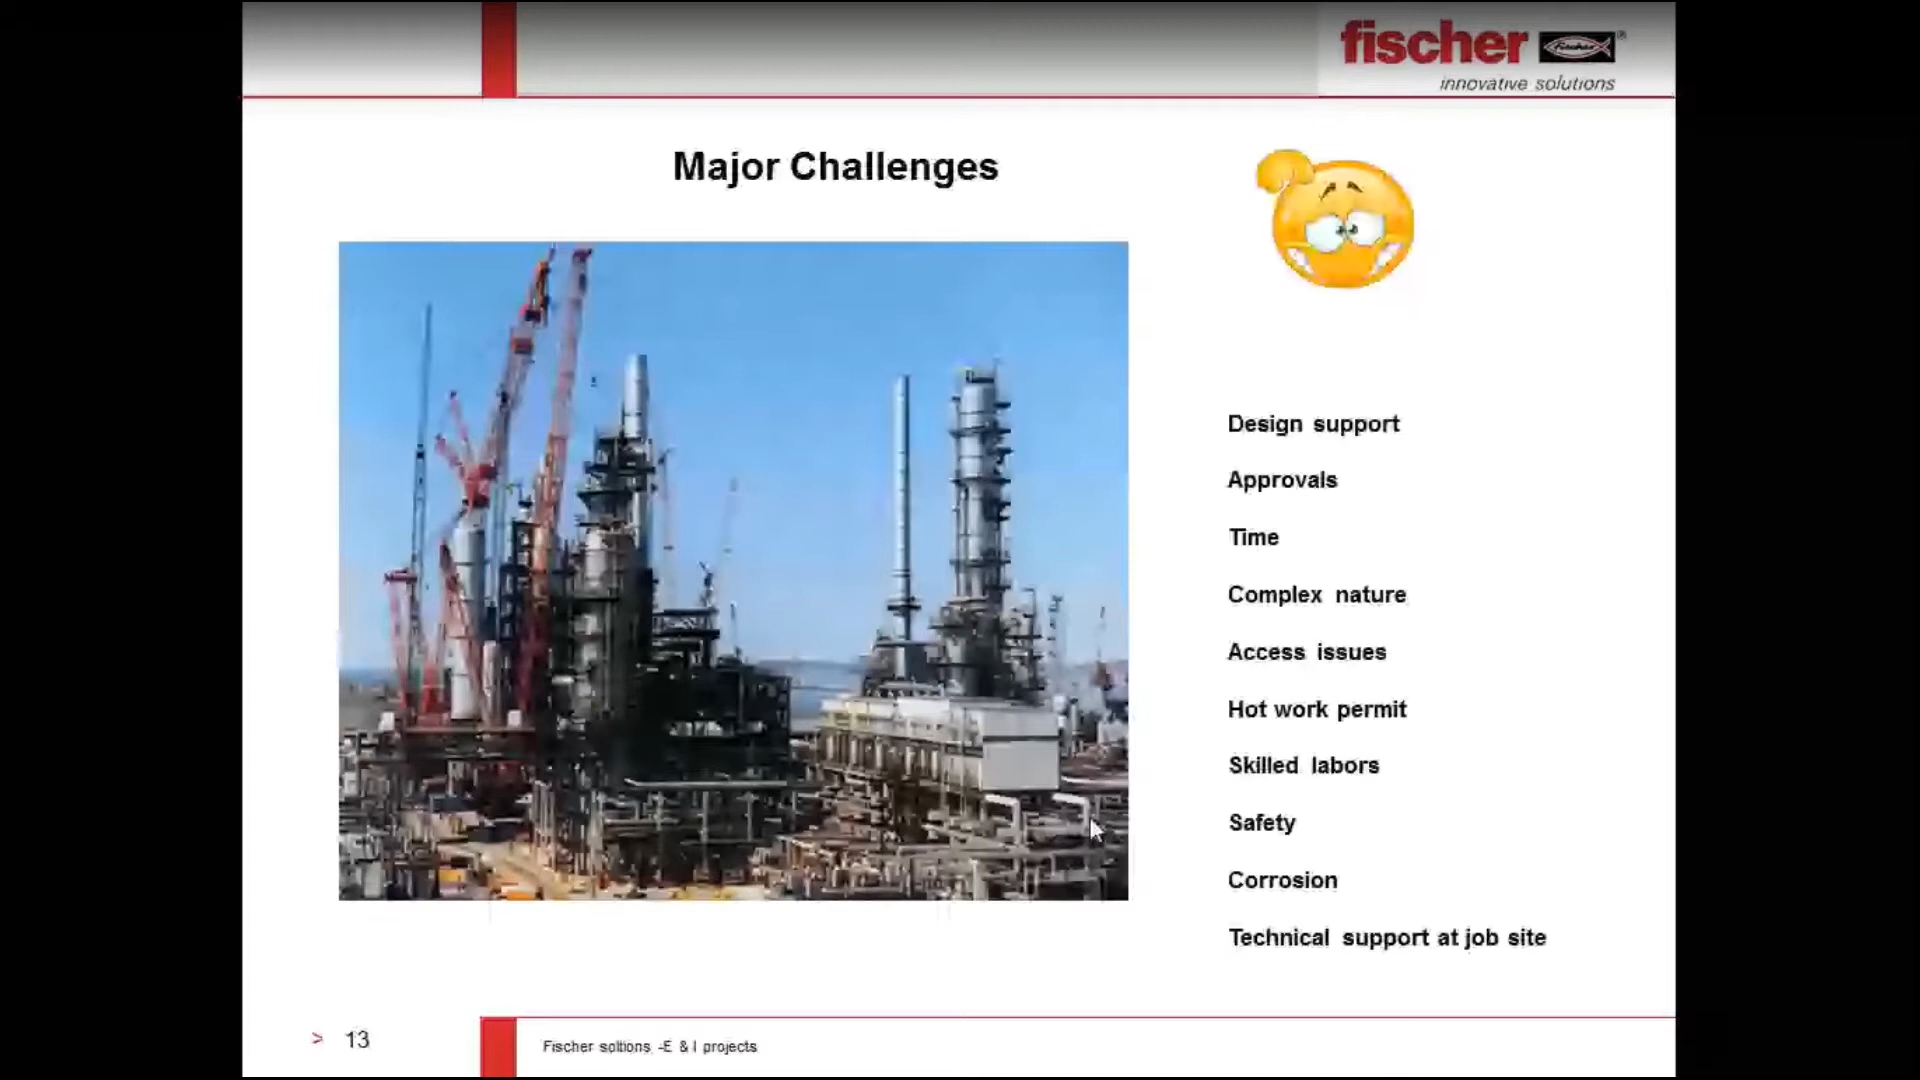 fischer
fischer
®
innovative solutions
Major Challenges
Design support
Approvals
Time
Complex nature
Access issues
Hot work permit
Skilled labors
Safety
Corrosion
Technical support at job site
> 13
Fischer soltions -E & I projects